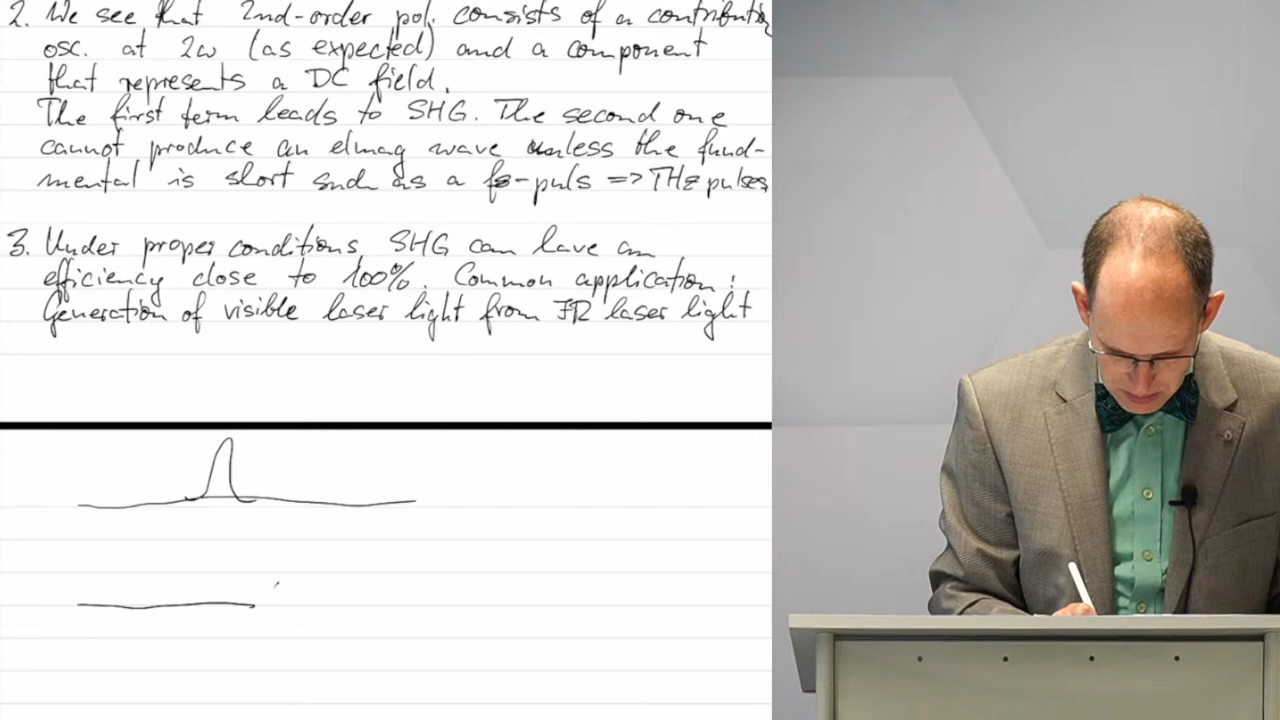 2. We see that 2nd-order pol. consists of a contribution
osc. at 2ω (as expected) and a component
that represents a DC field.
The first term leads to SHG. The second one
cannot produce an elmag wave unless the fund-
mental is short such as a fs-puls => THz pulses
3. Under proper conditions, SHG can have an
efficiency close to 100%. Common application:
Generation of visible laser light from IR laser light